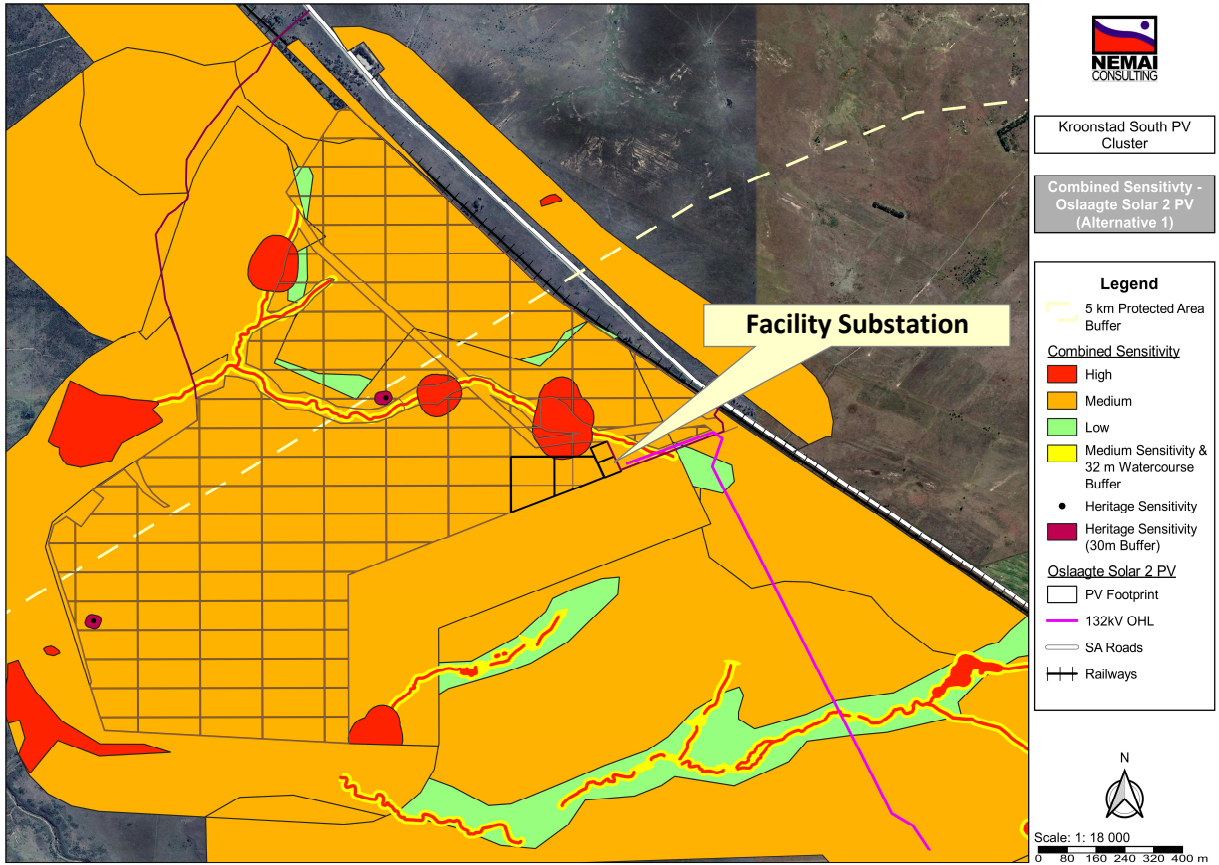 NEMAI
CONSULTING
Kroonstad South PV
Cluster
Combined Sensitivty -
Oslaagte Solar 2 PV
(Alternative 1)
Facility Substation
Legend
5 km Protected Area
Buffer
Combined Sensitivity
High
Medium
Low
Medium Sensitivity &
32 m Watercourse
Buffer
Heritage Sensitivity
Heritage Sensitivity
(30m Buffer)
Oslaagte Solar 2 PV
PV Footprint
132kV OHL
SA Roads
Railways
N
Scale: 1: 18 000
0 80 160 240 320 400 m